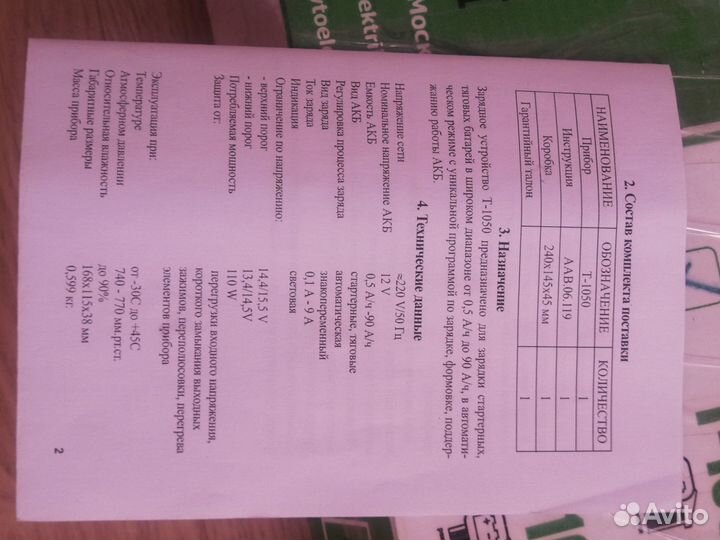 2. Состав комплекта поставки
НАИМЕНОВАНИЕ ОБОЗНАЧЕНИЕ КОЛИЧЕСТВО
Прибор Т-1050 1
Инструкция ААВ.06.119 1
Коробка 240х145х45 мм 1
Гарантийный талон 1
3. Назначение
Зарядное устройство Т-1050 предназначено для зарядки стартерных,
тяговых батарей в широком диапазоне от 0,5 А/ч до 90 А/ч, в автомати-
ческом режиме с уникальной программой по зарядке, формовке, поддер-
жанию работы АКБ.
4. Технические данные
Напряжение сети ≈220 V/50 Гц
Номинальное напряжение АКБ 12 V
Емкость АКБ 0,5 А/ч -90 А/ч
Вид АКБ стартерные, тяговые
Регулировка процесса заряда автоматическая
Вид заряда знакопеременный
Ток заряда 0,1 А - 9 А
Индикация световая
Ограничение по напряжению:
- верхний порог 14,4/15,5 V
- нижний порог 13,4/14,5V
Потребляемая мощность 110 W
Защита от: перегрузки входного напряжения,
короткого замыкания выходных
зажимов, переполюсовки, перегрева
элементов прибора
Эксплуатация при:
Температуре от -30С до +45С
Атмосферном давлении 740 - 770 мм.рт.ст.
Относительная влажность до 90%
Габаритные размеры 168х115х38 мм
Масса прибора 0,599 кг.
2
Моск
elektri
vtoel
Avito